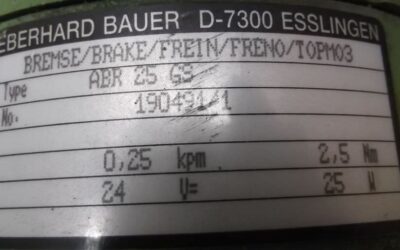 EBERHARD BAUER D-7300 ESSLINGEN
BREMSE/BRAKE/FREIN/FRENO/TOPMO3
Type ABR 25 GS
No. 190491/1
0,25 kpm 2,5 Nm
24 V= 25 W